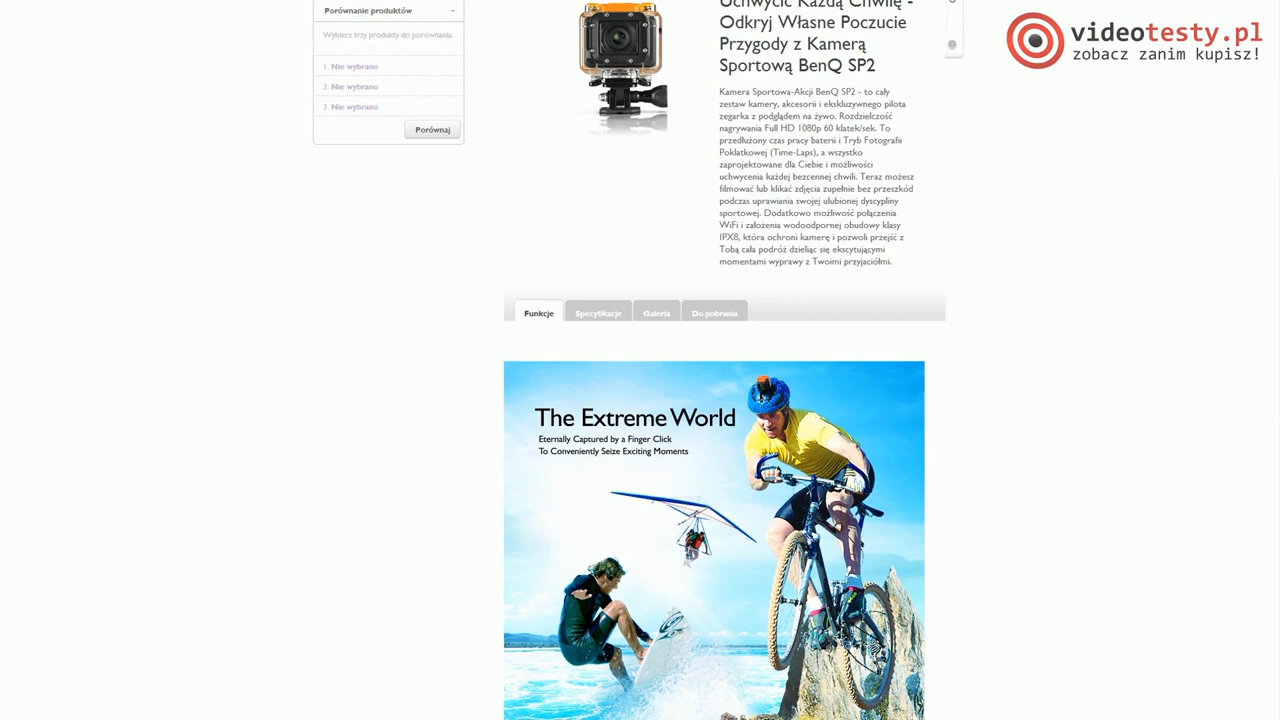 Porównanie produktów
Wybierz trzy produkty do porównania:
1. Nie wybrano
2. Nie wybrano
3. Nie wybrano
Porównaj
Uchwycić Każdą Chwilę -
Odkryj Własne Poczucie
Przygody z Kamerą
Sportową BenQ SP2
Kamera Sportowa-Akcji BenQ SP2 - to cały
zestaw kamery, akcesorii i ekskluzywnego pilota
zegarka z podglądem na żywo. Rozdzielczość
nagrywania Full HD 1080p 60 klatek/sek. To
przedłużony czas pracy baterii i Tryb Fotografii
Poklatkowej (Time-Laps), a wszystko
zaprojektowane dla Ciebie i możliwości
uchwycenia każdej bezcennej chwili. Teraz możesz
filmować lub klikać zdjęcia zupełnie bez przeszkód
podczas uprawiania swojej ulubionej dyscypliny
sportowej. Dodatkowo możliwość połączenia
WiFi i założenia wodoodpornej obudowy klasy
IPX8, która ochroni kamerę i pozwoli przejść z
Tobą cała podróż dzieląc się ekscytującymi
momentami wyprawy z Twoimi przyjaciółmi.
Funkcje
Specyfikacje
Galeria
Do pobrania
The Extreme World
Eternally Captured by a Finger Click
To Conveniently Seize Exciting Moments
videotesty.pl
zobacz zanim kupisz!